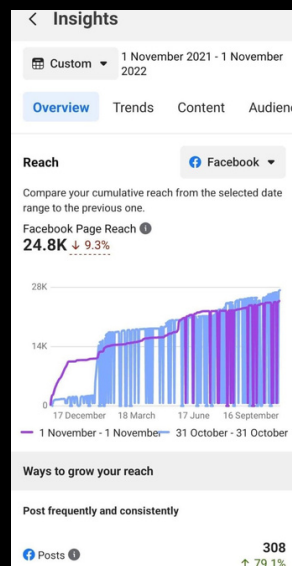 Insights
Custom
1 November 2021 - 1 November
2022
Overview Trends Content Audien
Reach
Facebook
Compare your cumulative reach from the selected date
range to the previous one.
Facebook Page Reach
24.8K ↓ 9.3%
28K
14K
0
17 December 18 March 17 June 16 September
1 November - 1 November 31 October - 31 October
Ways to grow your reach
Post frequently and consistently
Posts 308
↑ 79.1%